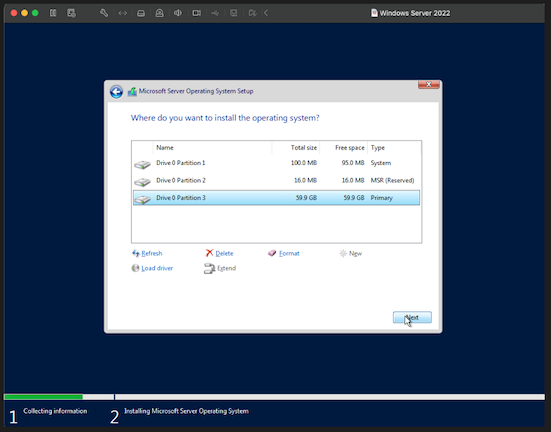 Windows Server 2022
Microsoft Server Operating System Setup
Where do you want to install the operating system?
Name Total size Free space Type
Drive 0 Partition 1 100.0 MB 95.0 MB System
Drive 0 Partition 2 16.0 MB 16.0 MB MSR (Reserved)
Drive 0 Partition 3 59.9 GB 59.9 GB Primary
Refresh Delete Format New
Load driver Extend
Next
1 Collecting information 2 Installing Microsoft Server Operating System